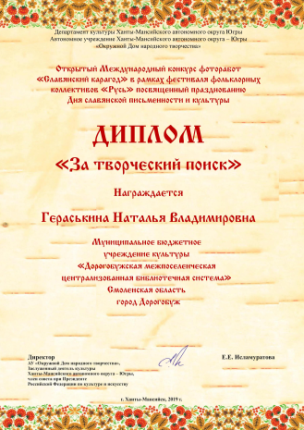 Департамент культуры Ханты-Мансийского автономного округа Югры
Автономное учреждение Ханты-Мансийского автономного округа – Югры
«Окружной Дом народного творчества»
Открытый Международный конкурс фоторабот
«Славянский карагод» в рамках фестиваля фольклорных
коллективов «Русь» посвященный празднованию
Дня славянской письменности и культуры
ДИПЛОМ
«За творческий поиск»
Награждается
Гераськина Наталья Владимировна
Муниципальное бюджетное
учреждение культуры
«Дорогобужская межпоселенческая
централизованная библиотечная система»
Смоленская область
город Дорогобуж
Директор
АУ «Окружной Дом народного творчества»,
Заслуженный деятель культуры
Ханты-Мансийского автономного округа – Югры,
член совета при Президенте
Российской Федерации по культуре и искусству
Е.Е. Исламуратова
г. Ханты-Мансийск, 2019 г.